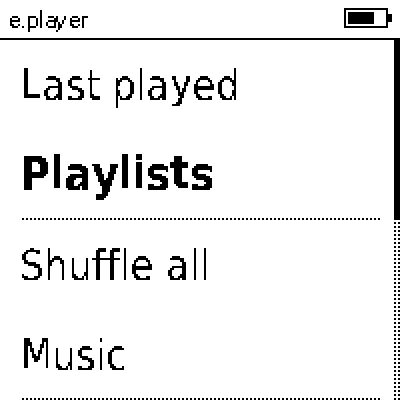 e.player
Last played
Playlists
Shuffle all
Music